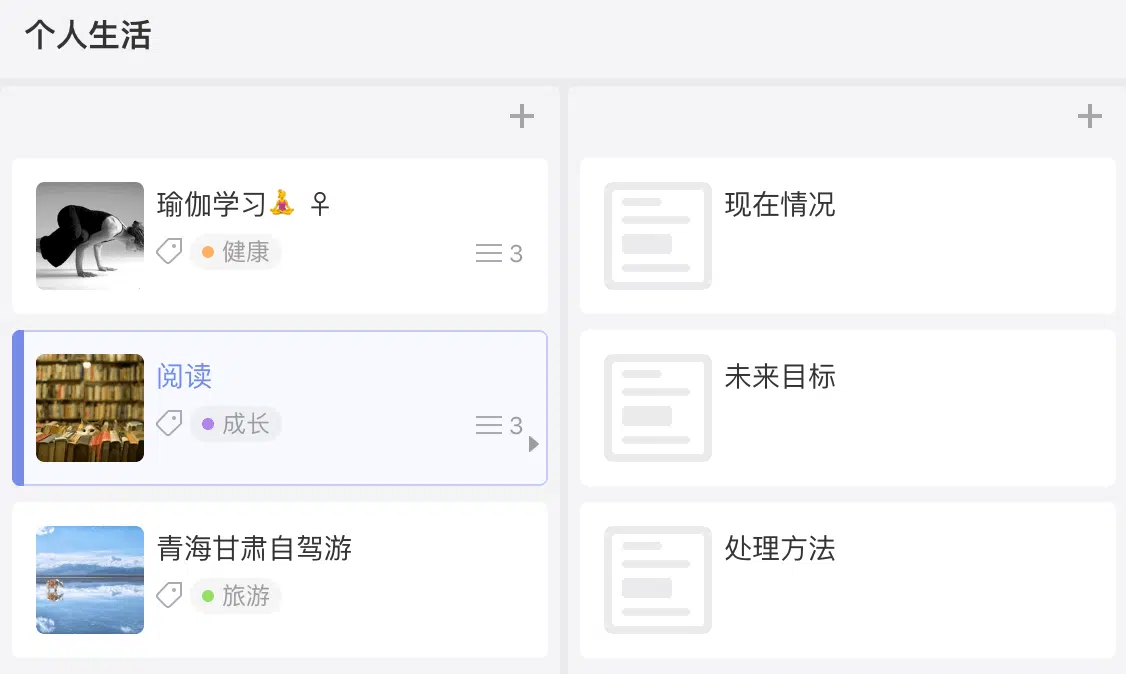 个人生活
瑜伽学习🧘‍♀
健康
3
阅读
成长
3
青海甘肃自驾游
旅游
现在情况
未来目标
处理方法